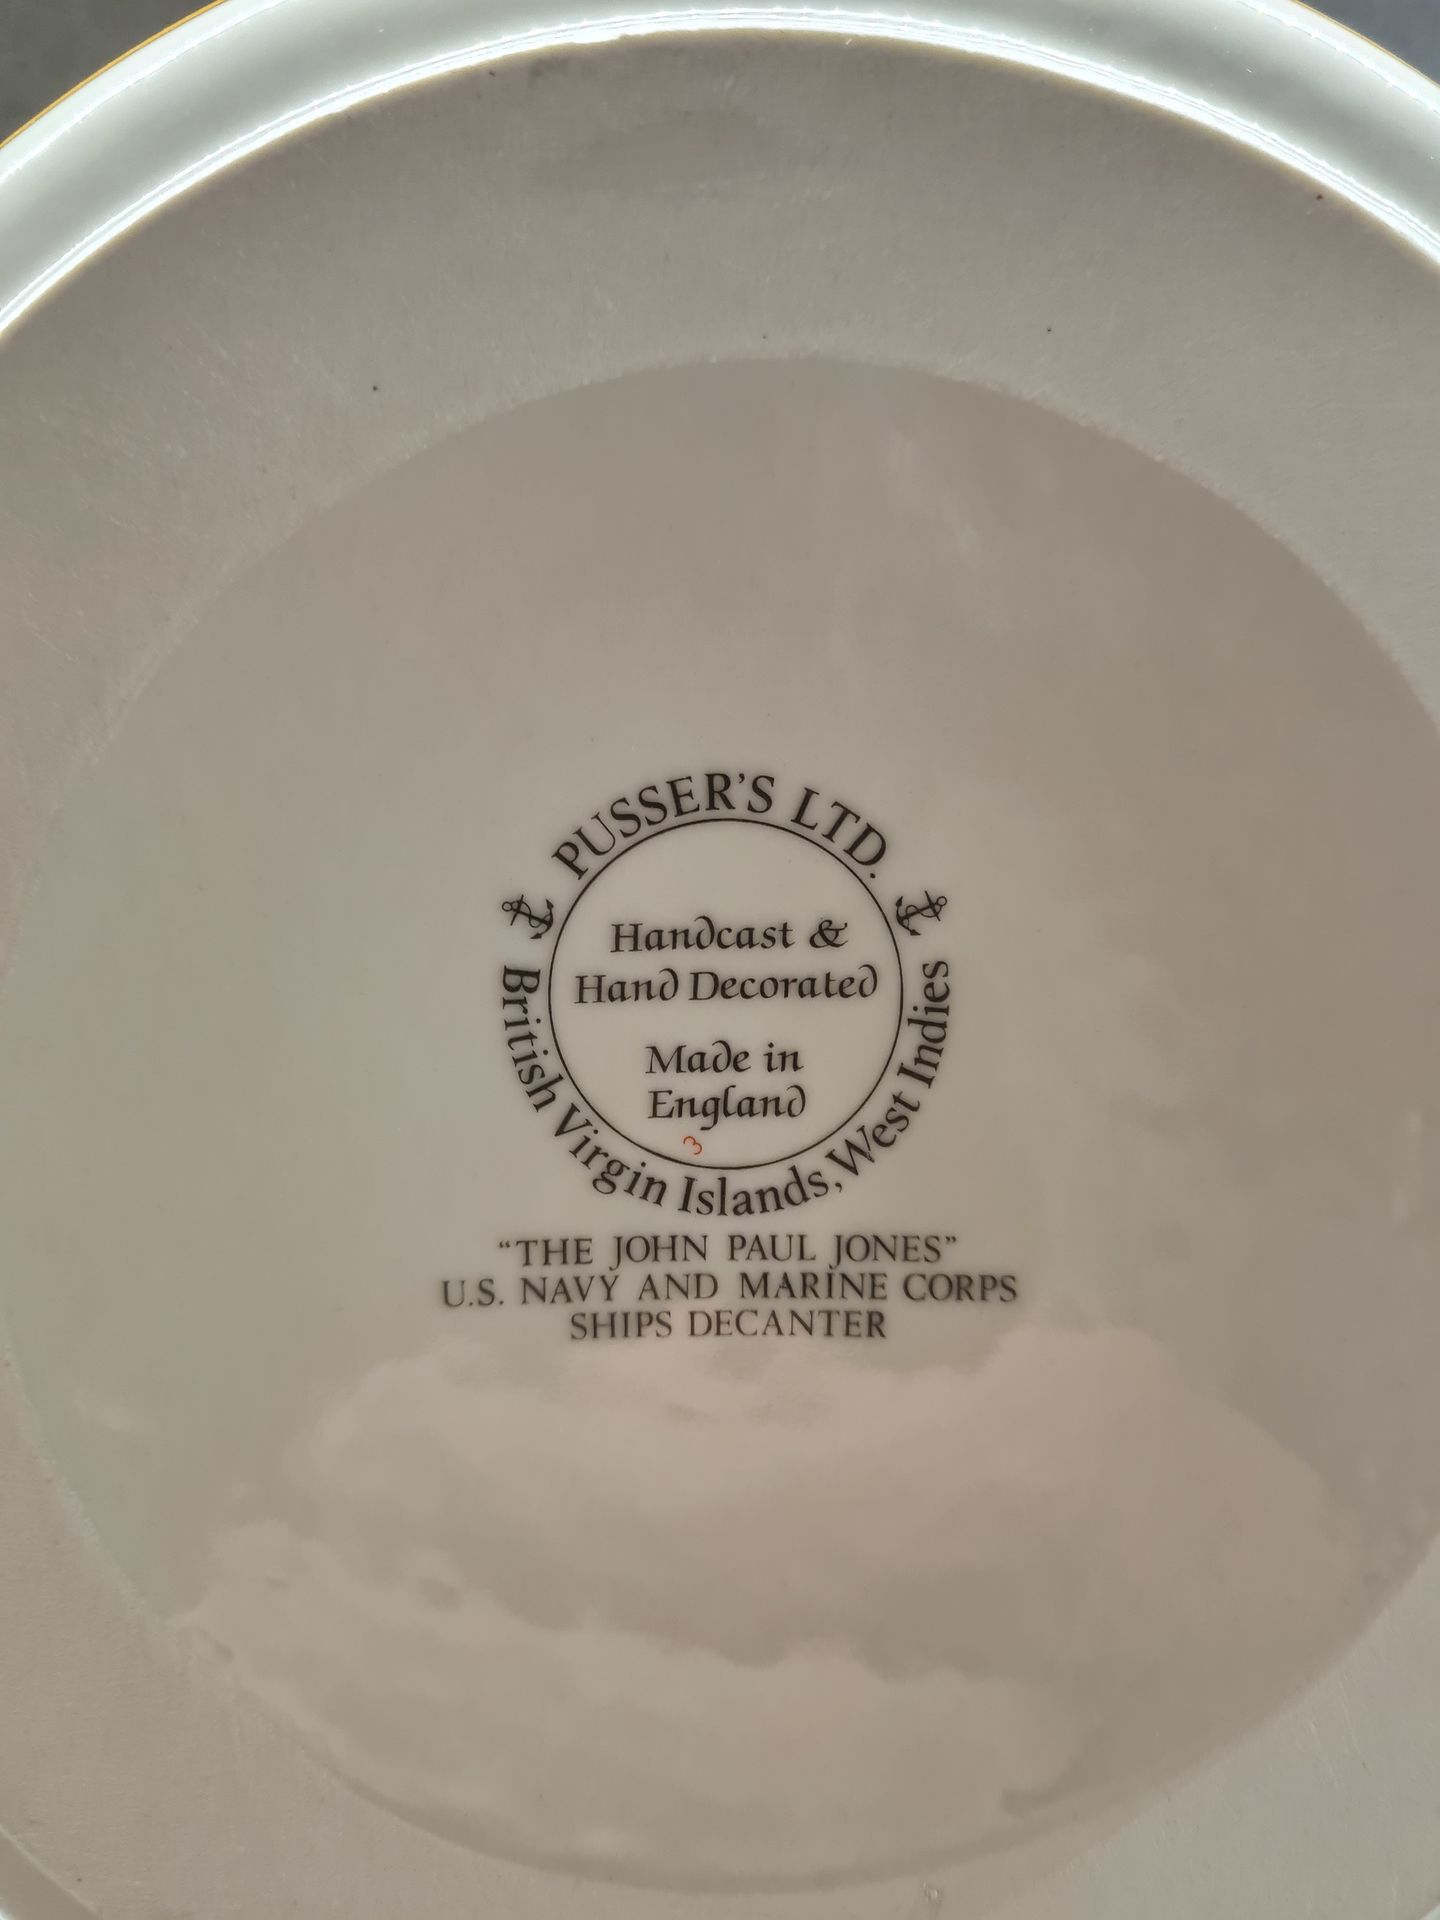 PUSSER'S LTD.
Handcast &
Hand Decorated
Made in
England
3
British Virgin Islands, West Indies
"THE JOHN PAUL JONES"
U.S. NAVY AND MARINE CORPS
SHIPS DECANTER